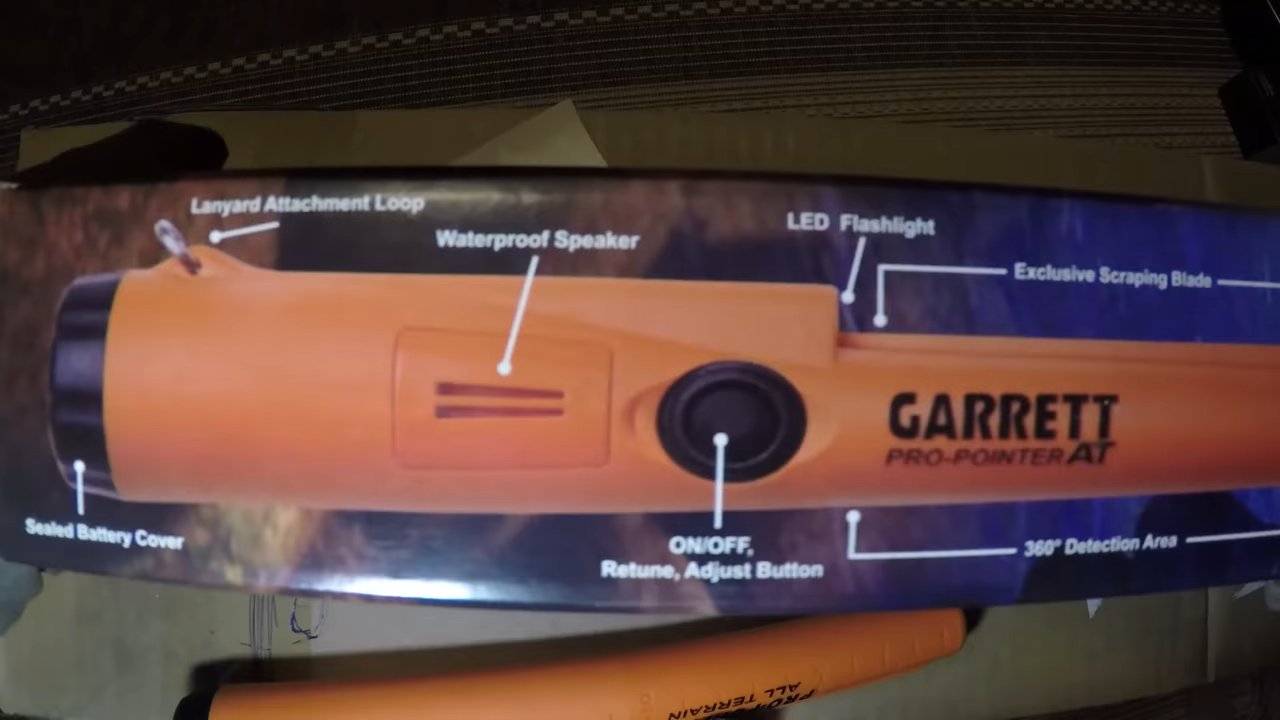 Lanyard Attachment Loop
Waterproof Speaker
LED Flashlight
Exclusive Scraping Blade
GARRETT
PRO-POINTER AT
Sealed Battery Cover
ON/OFF,
Retune, Adjust Button
360° Detection Area
ALL TERRAIN